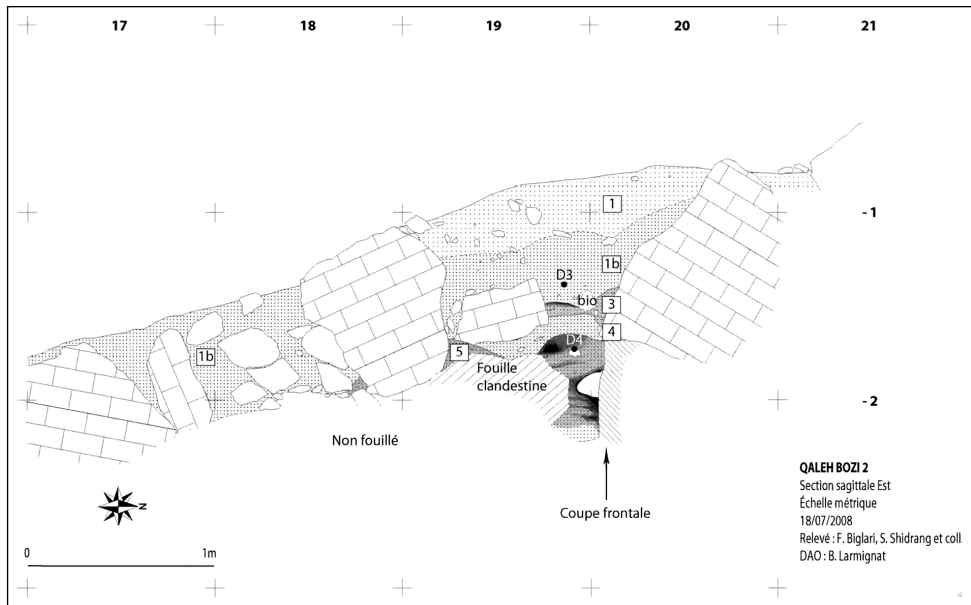 17 18 19 20 21
1
-1
1b
D3
bio
3
4
D4
1b
5
Fouille
clandestine
-2
Non fouillé
N
Coupe frontale
QALEH BOZI 2
Section sagittale Est
Échelle métrique
18/07/2008
Relevé : F. Biglari, S. Shidrang et coll
DAO : B. Larmignat
0 1m